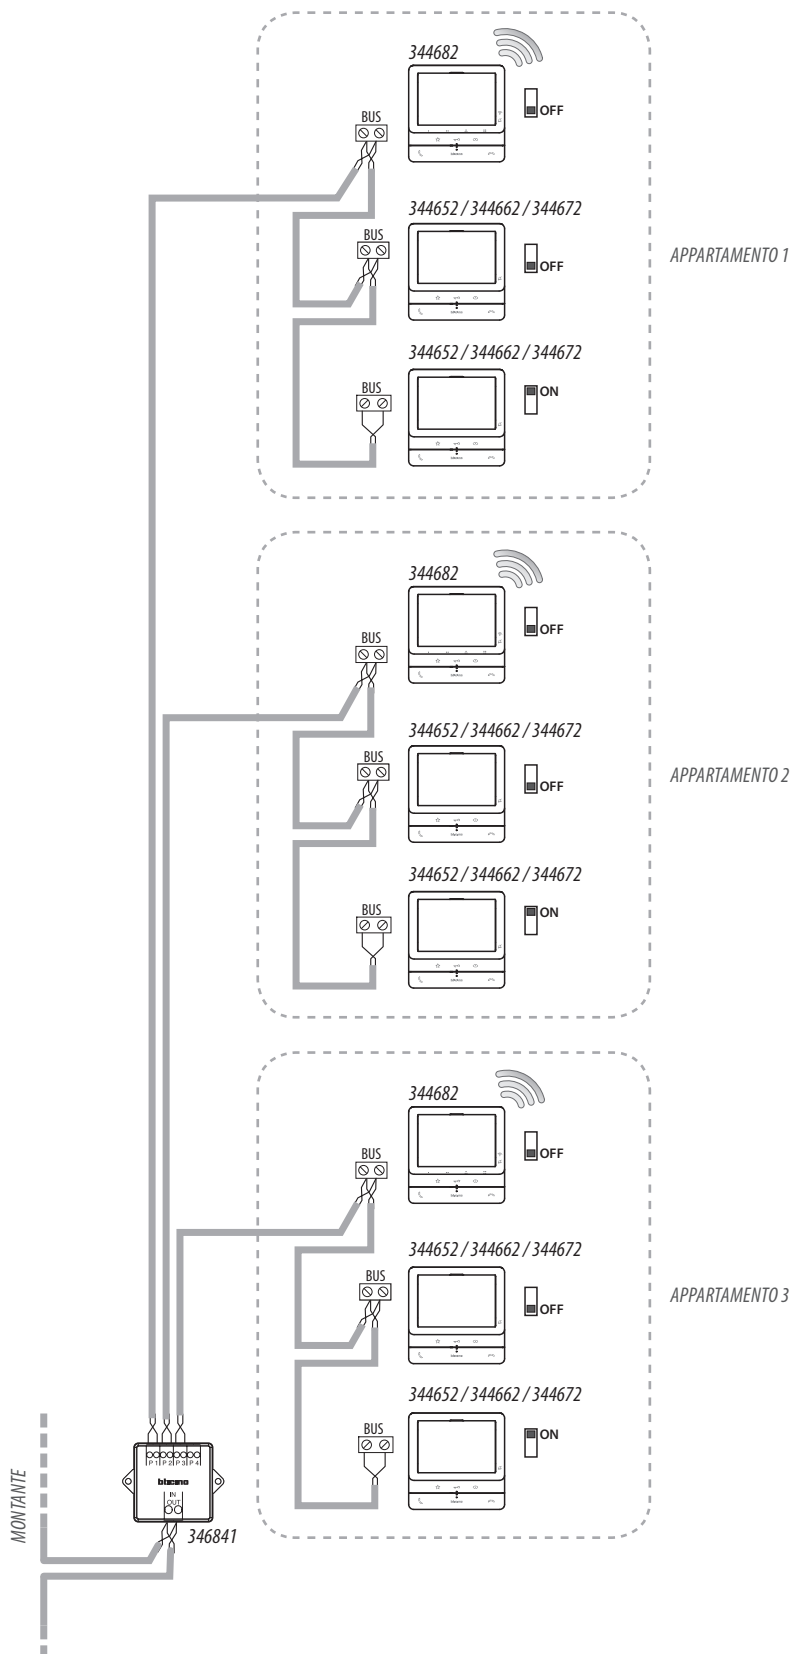 344682
OFF
BUS
344652 / 344662 / 344672
BUS
OFF
APPARTAMENTO 1
344652 / 344662 / 344672
BUS
ON
344682
OFF
BUS
344652 / 344662 / 344672
BUS
OFF
APPARTAMENTO 2
344652 / 344662 / 344672
BUS
ON
344682
OFF
BUS
344652 / 344662 / 344672
BUS
OFF
APPARTAMENTO 3
344652 / 344662 / 344672
BUS
ON
P1 P2 P3 P4
bticino
IN
OUT
346841
MONTANTE